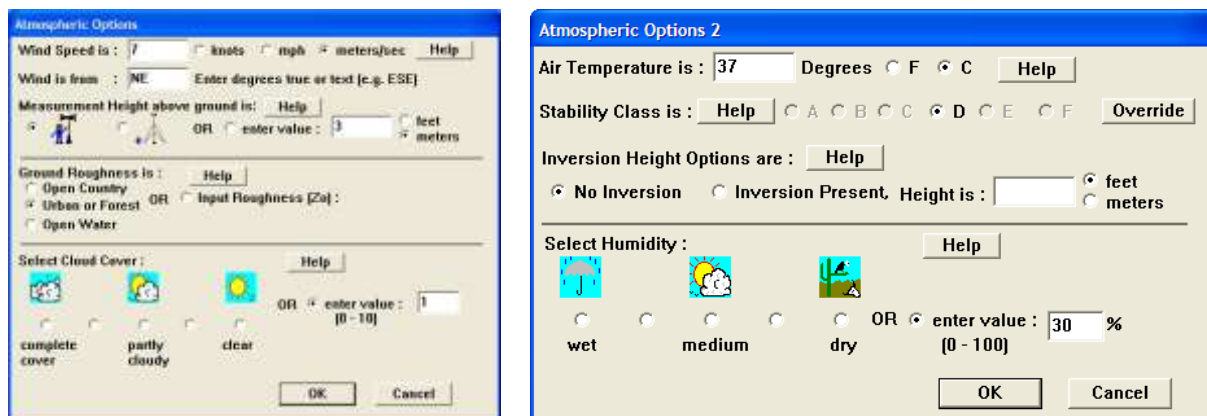 Atmospheric Options
Wind Speed is : 7 knots mph meters/sec Help
Wind is from : NE Enter degrees true or text (e.g. ESE)
Measurement Height above ground is: Help
OR enter value : 3 feet
meters
Ground Roughness is : Help
Open Country
Urban or Forest OR Input Roughness (Zo) :
Open Water
Select Cloud Cover : Help
OR enter value : 1
(0 - 10)
complete cover partly cloudy clear
OK Cancel
Atmospheric Options 2
Air Temperature is : 37 Degrees F C Help
Stability Class is : Help A B C D E F Override
Inversion Height Options are : Help
No Inversion Inversion Present, Height is : feet
meters
Select Humidity : Help
OR enter value : 30 %
wet medium dry (0 - 100)
OK Cancel